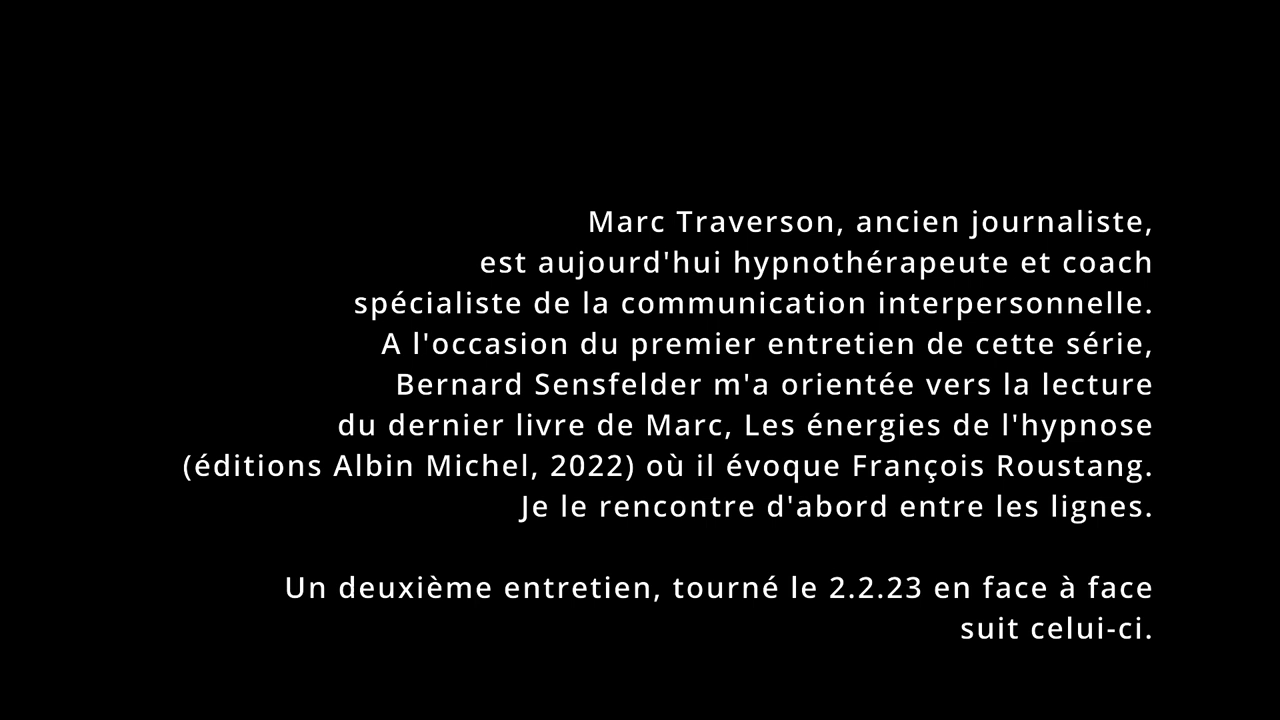 Marc Traverson, ancien journaliste,
est aujourd'hui hypnothérapeute et coach
spécialiste de la communication interpersonnelle.
A l'occasion du premier entretien de cette série,
Bernard Sensfelder m'a orientée vers la lecture
du dernier livre de Marc, Les énergies de l'hypnose
(éditions Albin Michel, 2022) où il évoque François Roustang.
Je le rencontre d'abord entre les lignes.
Un deuxième entretien, tourné le 2.2.23 en face à face
suit celui-ci.